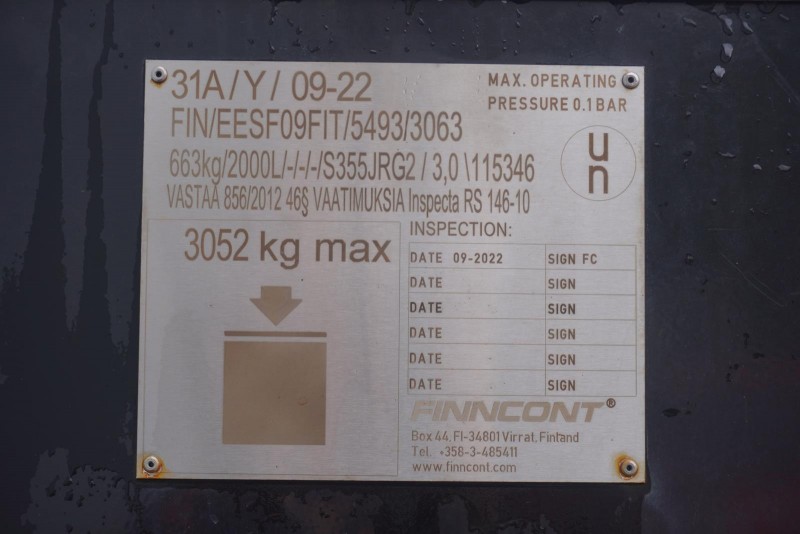 31A/Y/ 09-22
MAX. OPERATING
PRESSURE 0.1 BAR
FIN/EESF09FIT/5493/3063
663kg/2000L/-/-/-/S355JRG2 / 3,0 \115346
VASTAA 856/2012 46§ VAATIMUKSIA Inspecta RS 146-10
un
3052 kg max
INSPECTION:
DATE 09-2022 SIGN FC
DATE SIGN
DATE SIGN
DATE SIGN
DATE SIGN
DATE SIGN
FINNCONT®
Box 44, FI-34801 Virrat, Finland
Tel. +358-3-485411
www.finncont.com